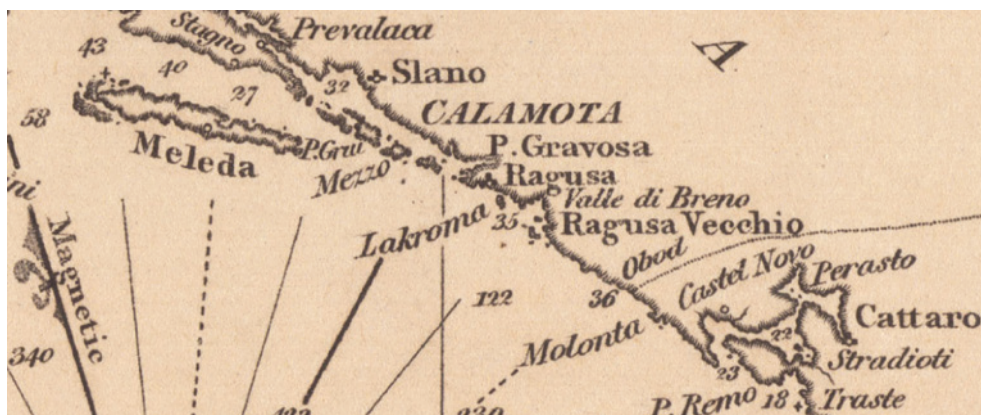 Stagno
Prevalaca
A
43
40
32
Slano
27
58
CALAMOTA
Meleda
P. Grui
Mezzo
P. Gravosa
Ragusa
Valle di Breno
Lakroma
35
Ragusa Vecchio
ini
Magnetic
Obod
Castel Novo
Perasto
36
122
Cattaro
Molonta
22
340
23
Stradioti
P. Remo
18
Traste